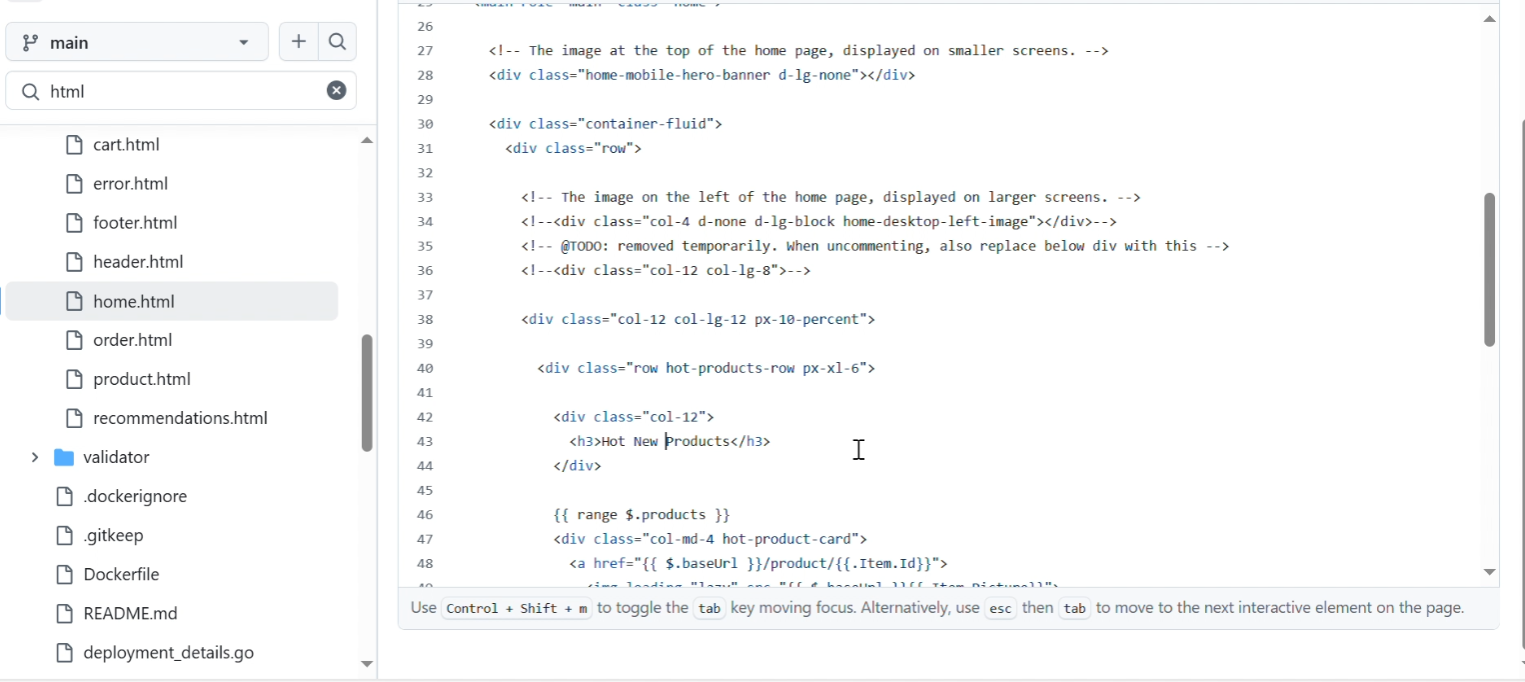 main
html
cart.html
error.html
footer.html
header.html
home.html
order.html
product.html
recommendations.html
validator
.dockerignore
.gitkeep
Dockerfile
README.md
deployment_details.go
26
27 <!-- The image at the top of the home page, displayed on smaller screens. -->
28 <div class="home-mobile-hero-banner d-lg-none"></div>
29
30 <div class="container-fluid">
31 <div class="row">
32
33 <!-- The image on the left of the home page, displayed on larger screens. -->
34 <!--<div class="col-4 d-none d-lg-block home-desktop-left-image"></div>-->
35 <!-- @TODO: removed temporarily. When uncommenting, also replace below div with this -->
36 <!--<div class="col-12 col-lg-8">-->
37
38 <div class="col-12 col-lg-12 px-10-percent">
39
40 <div class="row hot-products-row px-xl-6">
41
42 <div class="col-12">
43 <h3>Hot New Products</h3>
44 </div>
45
46 {{ range $.products }}
47 <div class="col-md-4 hot-product-card">
48 <a href="{{ $.baseUrl }}/product/{{.Item.Id}}">
Use Control + Shift + m to toggle the tab key moving focus. Alternatively, use esc then tab to move to the next interactive element on the page.